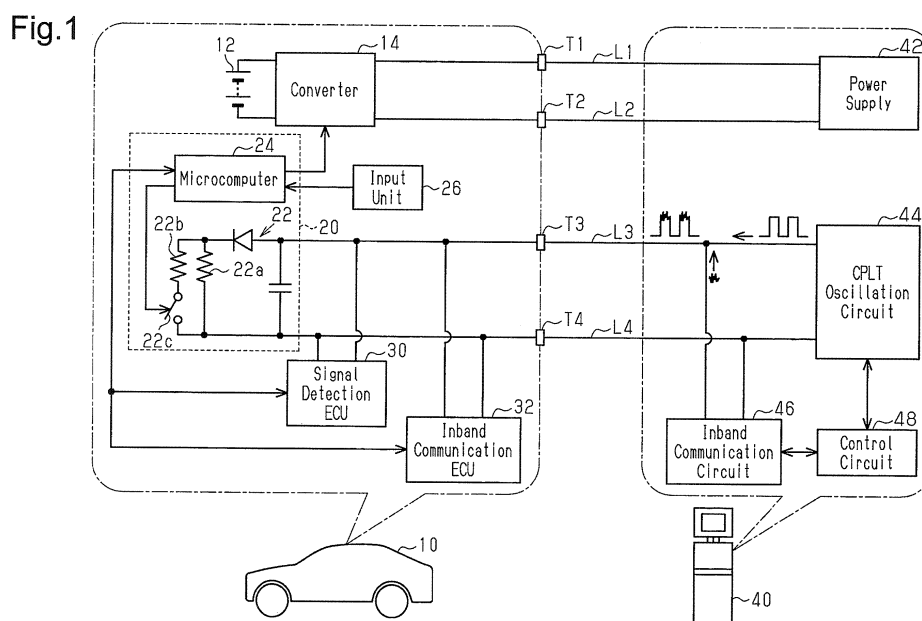 Fig.1
12
14
Converter
T1
L1
42
Power
Supply
T2
L2
24
Microcomputer
Input
Unit
26
22b
22
20
22a
22c
T3
L3
44
CPLT
Oscillation
Circuit
T4
L4
30
Signal
Detection
ECU
32
Inband
Communication
ECU
46
Inband
Communication
Circuit
48
Control
Circuit
10
40